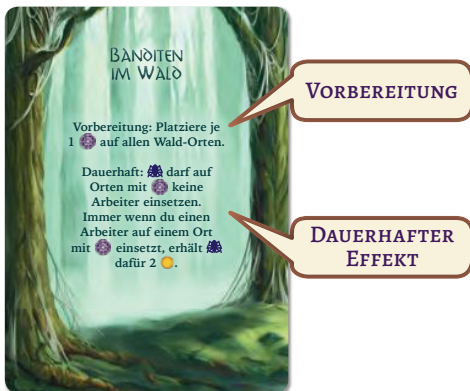 Banditen
im Wald
Vorbereitung: Platziere je
1 auf allen Wald-Orten.
Dauerhaft: darf auf
Orten mit keine
Arbeiter einsetzen.
Immer wenn du einen
Arbeiter auf einem Ort
mit einsetzt, erhält
dafür 2 .
Vorbereitung
Dauerhafter
Effekt